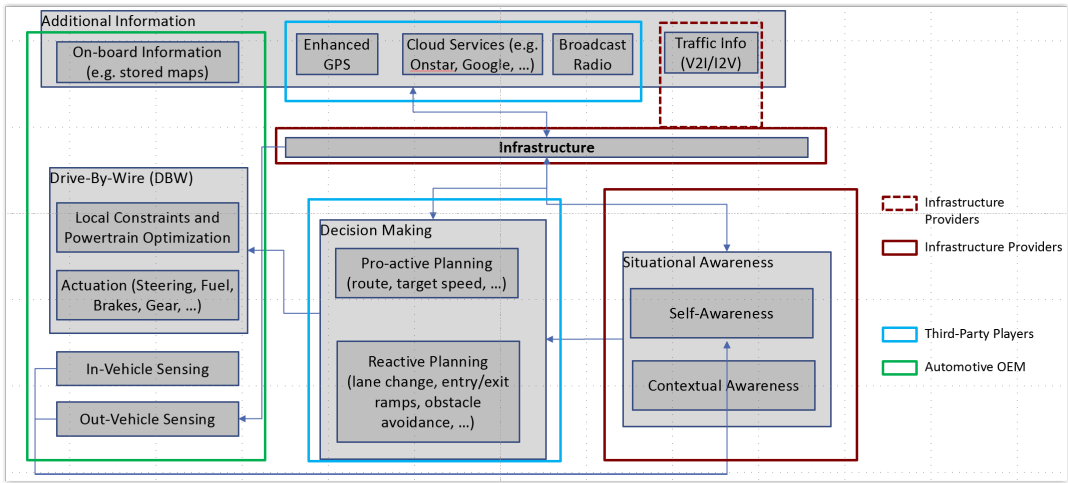 Additional Information
On-board Information
(e.g. stored maps)
Enhanced
GPS
Cloud Services (e.g.
Onstar, Google, ...)
Broadcast
Radio
Traffic Info
(V2I/I2V)
Infrastructure
Drive-By-Wire (DBW)
Local Constraints and
Powertrain Optimization
Actuation (Steering, Fuel,
Brakes, Gear, ...)
In-Vehicle Sensing
Out-Vehicle Sensing
Decision Making
Pro-active Planning
(route, target speed, ...)
Reactive Planning
(lane change, entry/exit
ramps, obstacle
avoidance, ...)
Situational Awareness
Self-Awareness
Contextual Awareness
Infrastructure
Providers
Infrastructure Providers
Third-Party Players
Automotive OEM